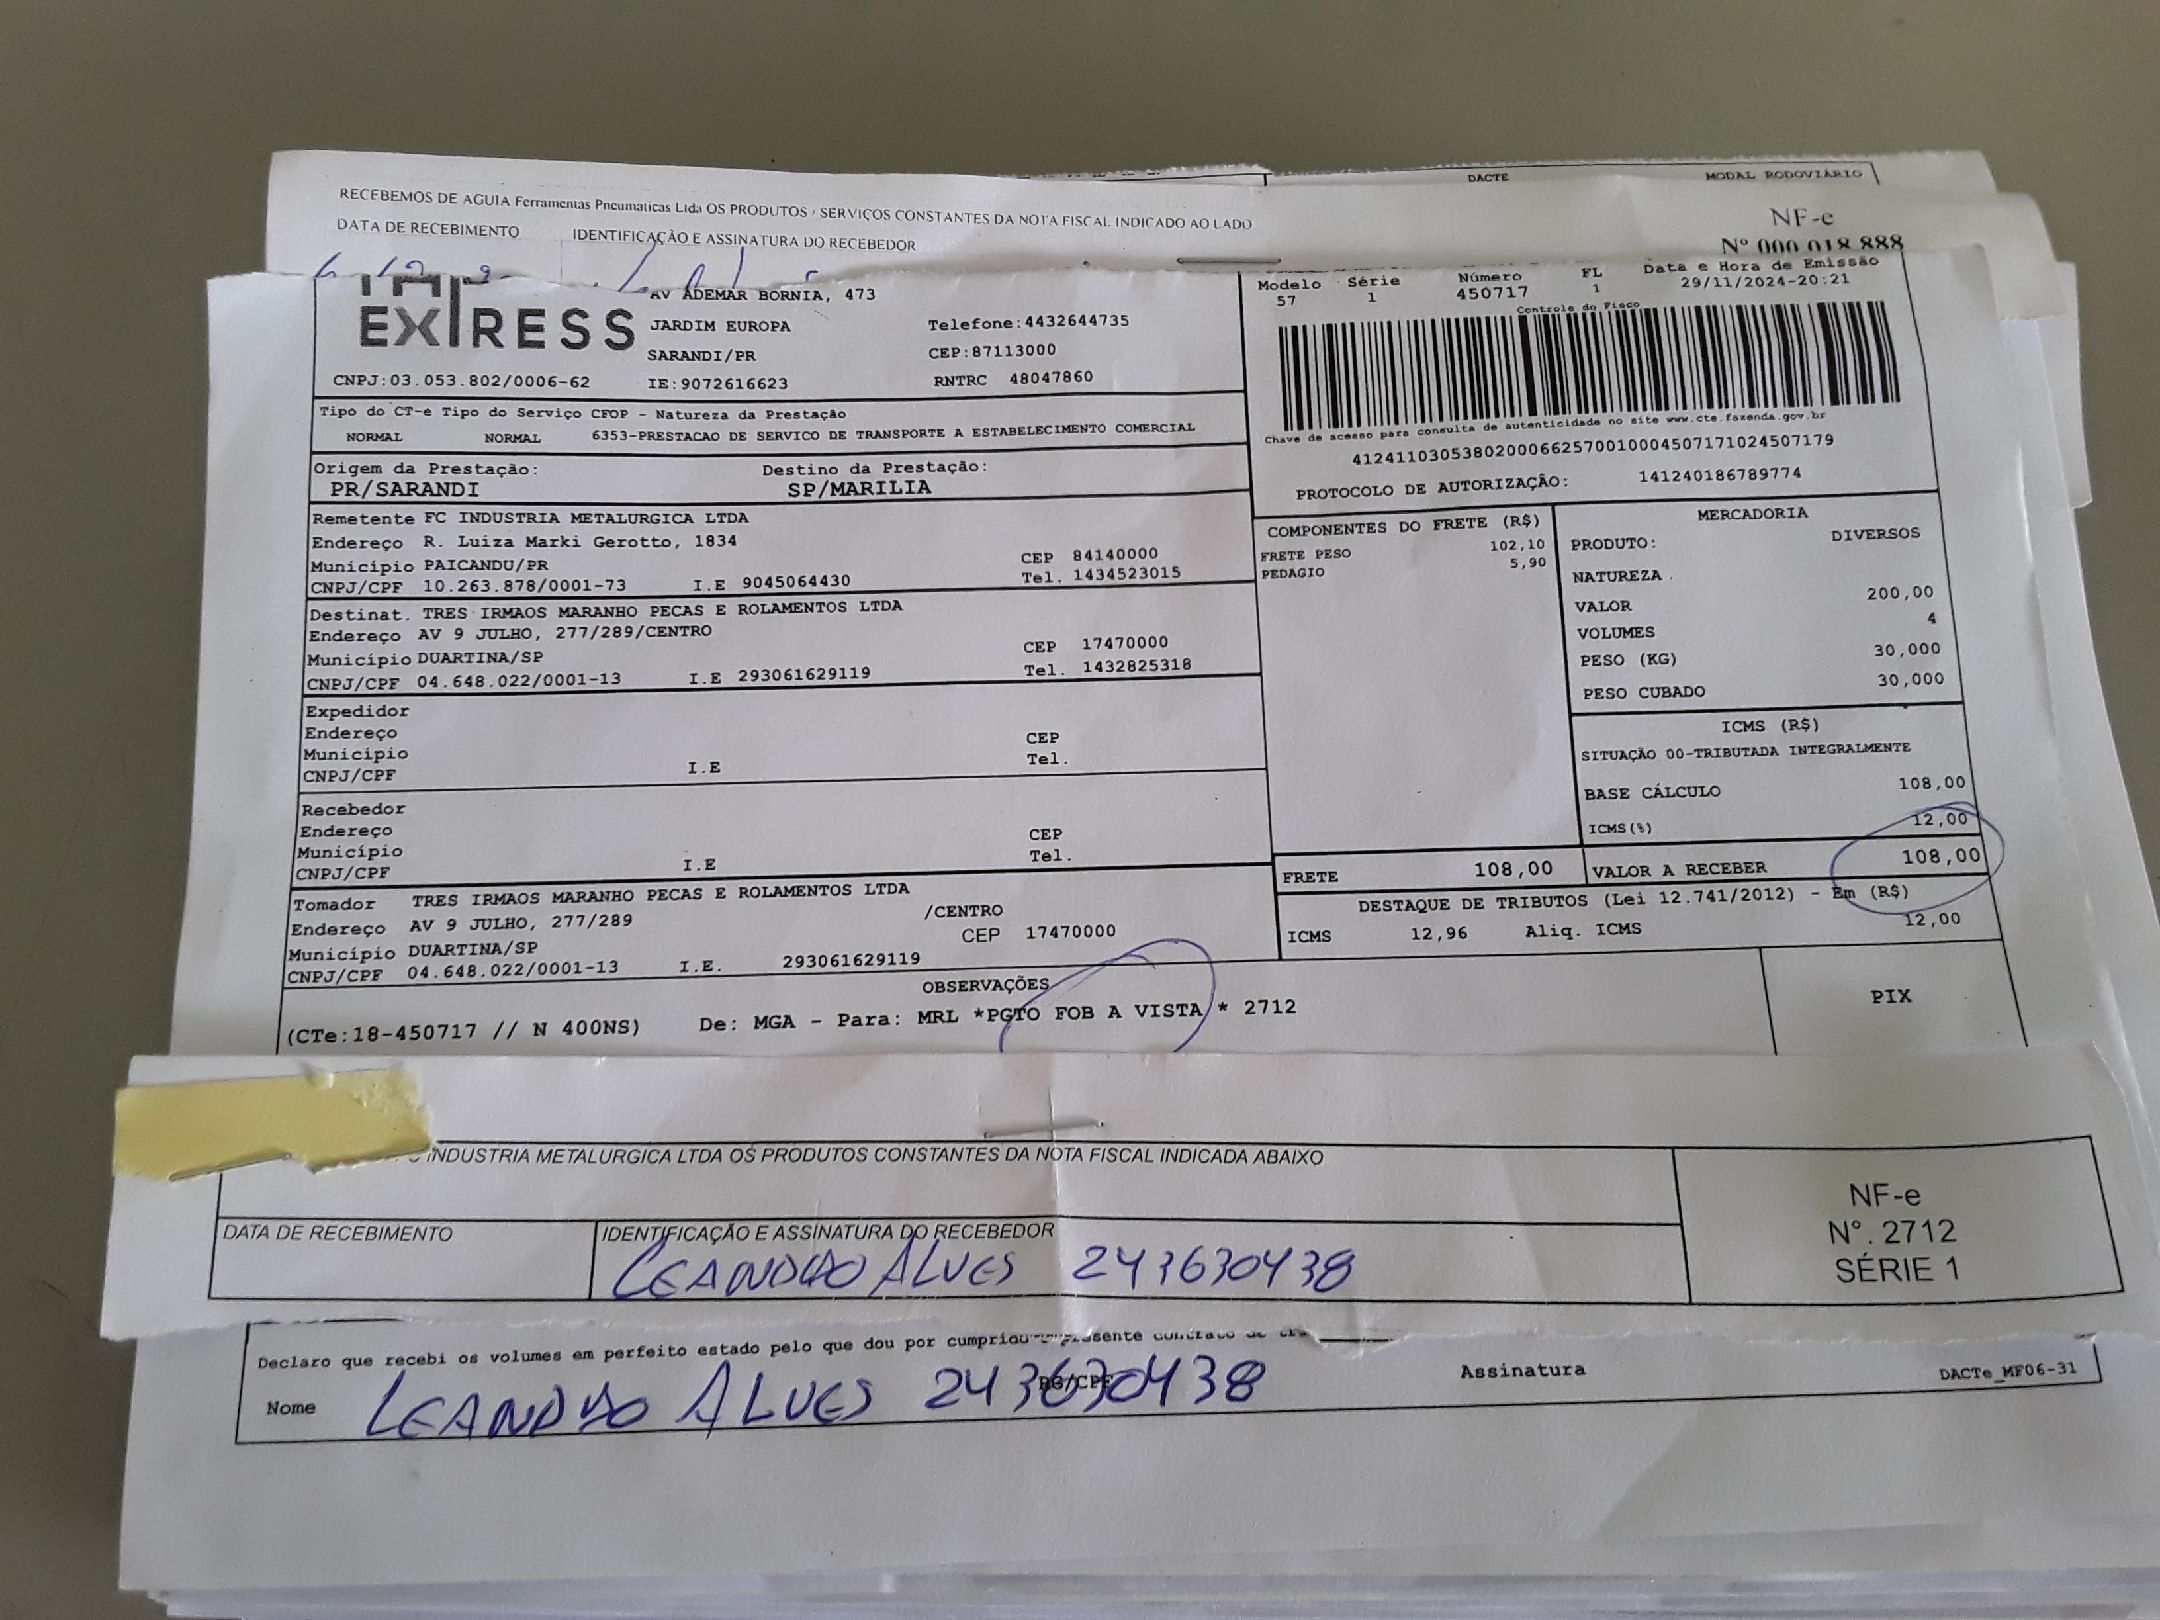 DACTE MODAL RODOVIÁRIO
RECEBEMOS DE AGUIA Ferramentas Pneumaticas Ltda OS PRODUTOS / SERVIÇOS CONSTANTES DA NOTA FISCAL INDICADO AO LADO
NF-e
DATA DE RECEBIMENTO IDENTIFICAÇÃO E ASSINATURA DO RECEBEDOR
Nº 000.018.888
EXPRESS
AV ADEMAR BORNIA, 473
JARDIM EUROPA Telefone:4432644735
SARANDI/PR CEP:87113000
CNPJ:03.053.802/0006-62 IE:9072616623 RNTRC 48047860
Modelo Série Número FL Data e Hora de Emissão
57 1 450717 1 29/11/2024-20:21
Controle do Fisco
Chave de acesso para consulta de autenticidade no site www.cte.fazenda.gov.br
41241103053802000662570010004507171024507179
PROTOCOLO DE AUTORIZAÇÃO: 141240186789774
Tipo do CT-e Tipo do Serviço CFOP - Natureza da Prestação
NORMAL NORMAL 6353-PRESTACAO DE SERVICO DE TRANSPORTE A ESTABELECIMENTO COMERCIAL
Origem da Prestação: Destino da Prestação:
PR/SARANDI SP/MARILIA
Remetente FC INDUSTRIA METALURGICA LTDA
Endereço R. Luiza Marki Gerotto, 1834
Município PAICANDU/PR CEP 84140000
CNPJ/CPF 10.263.878/0001-73 I.E 9045064430 Tel. 1434523015
Destinat. TRES IRMAOS MARANHO PECAS E ROLAMENTOS LTDA
Endereço AV 9 JULHO, 277/289/CENTRO
Município DUARTINA/SP CEP 17470000
CNPJ/CPF 04.648.022/0001-13 I.E 293061629119 Tel. 1432825318
Expedidor
Endereço
Município CEP
CNPJ/CPF I.E Tel.
Recebedor
Endereço
Município CEP
CNPJ/CPF I.E Tel.
Tomador TRES IRMAOS MARANHO PECAS E ROLAMENTOS LTDA
Endereço AV 9 JULHO, 277/289 /CENTRO
Município DUARTINA/SP CEP 17470000
CNPJ/CPF 04.648.022/0001-13 I.E. 293061629119
COMPONENTES DO FRETE (R$)
FRETE PESO 102,10
PEDAGIO 5,90
MERCADORIA
PRODUTO: DIVERSOS
NATUREZA
VALOR 200,00
VOLUMES 4
PESO (KG) 30,000
PESO CUBADO 30,000
ICMS (R$)
SITUAÇÃO 00-TRIBUTADA INTEGRALMENTE
BASE CÁLCULO 108,00
ICMS(%) 12,00
FRETE 108,00 VALOR A RECEBER 108,00
DESTAQUE DE TRIBUTOS (Lei 12.741/2012) - Em (R$)
ICMS 12,96 Aliq. ICMS 12,00
OBSERVAÇÕES
PIX
(CTe:18-450717 // N 400NS) De: MGA - Para: MRL *PGTO FOB A VISTA * 2712
INDUSTRIA METALURGICA LTDA OS PRODUTOS CONSTANTES DA NOTA FISCAL INDICADA ABAIXO
DATA DE RECEBIMENTO IDENTIFICAÇÃO E ASSINATURA DO RECEBEDOR
LEANDRO ALVES 243630438
NF-e
Nº. 2712
SÉRIE 1
Declaro que recebi os volumes em perfeito estado pelo que dou por cumprido o presente contrato de
Nome LEANDRO ALVES 243630438 RG/CPF Assinatura DACTe_MF06-31